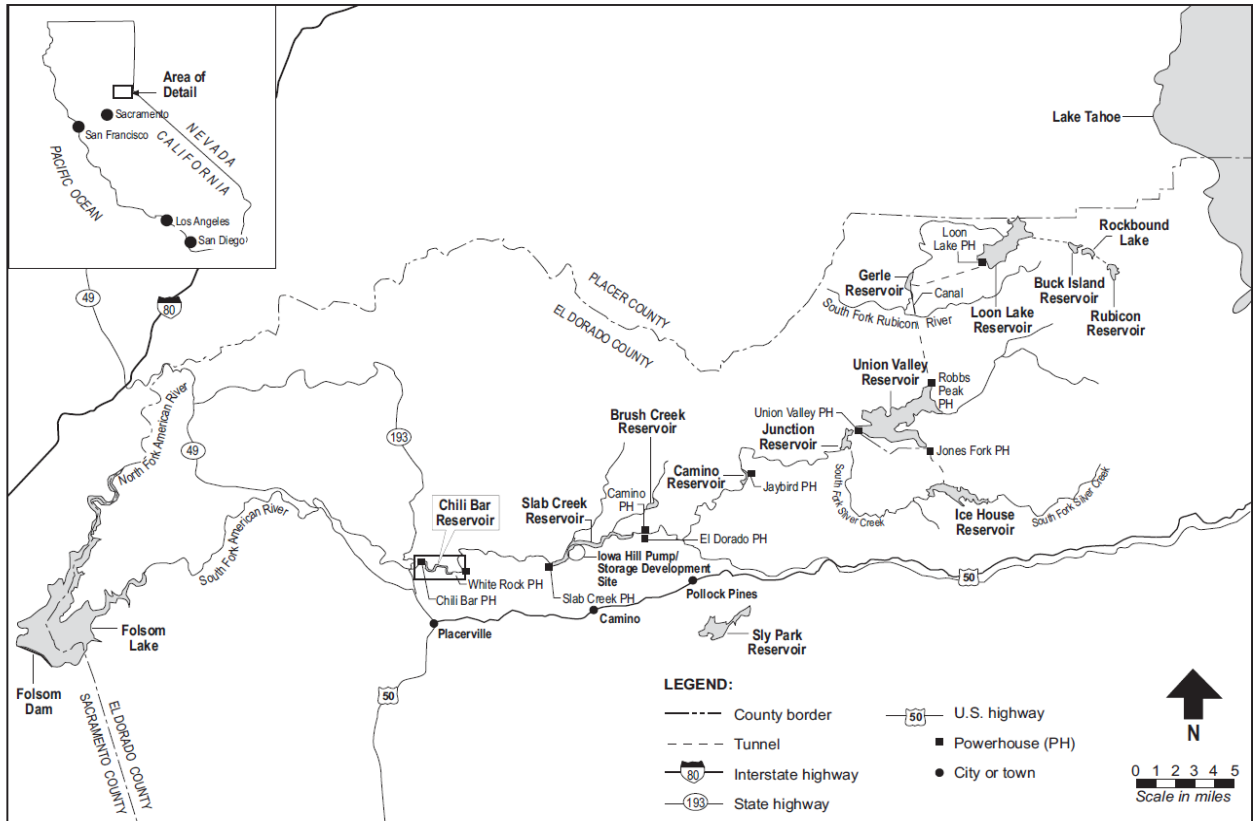 Area of
Detail
Sacramento
San Francisco
NEVADA
CALIFORNIA
PACIFIC OCEAN
Los Angeles
San Diego
Lake Tahoe
49
80
PLACER COUNTY
EL DORADO COUNTY
Loon
Lake PH
Rockbound
Lake
Gerle
Reservoir
Canal
Buck Island
Reservoir
Rubicon
Reservoir
South Fork Rubicon River
Loon Lake
Reservoir
Union Valley
Reservoir
Robbs
Peak
PH
North Fork American River
49
193
Brush Creek
Reservoir
Union Valley PH
Junction
Reservoir
Jones Fork PH
Camino
Reservoir
Jaybird PH
South Fork Silver Creek
Ice House
Reservoir
South Fork Silver Creek
South Fork American River
Chili Bar
Reservoir
Slab Creek
Reservoir
Camino
PH
El Dorado PH
Iowa Hill Pump/
Storage Development
Site
White Rock PH
Chili Bar PH
Slab Creek PH
Pollock Pines
50
Camino
Placerville
Sly Park
Reservoir
Folsom
Lake
Folsom
Dam
EL DORADO COUNTY
SACRAMENTO COUNTY
50
LEGEND:
County border
Tunnel
80 Interstate highway
193 State highway
50 U.S. highway
Powerhouse (PH)
City or town
N
0 1 2 3 4 5
Scale in miles